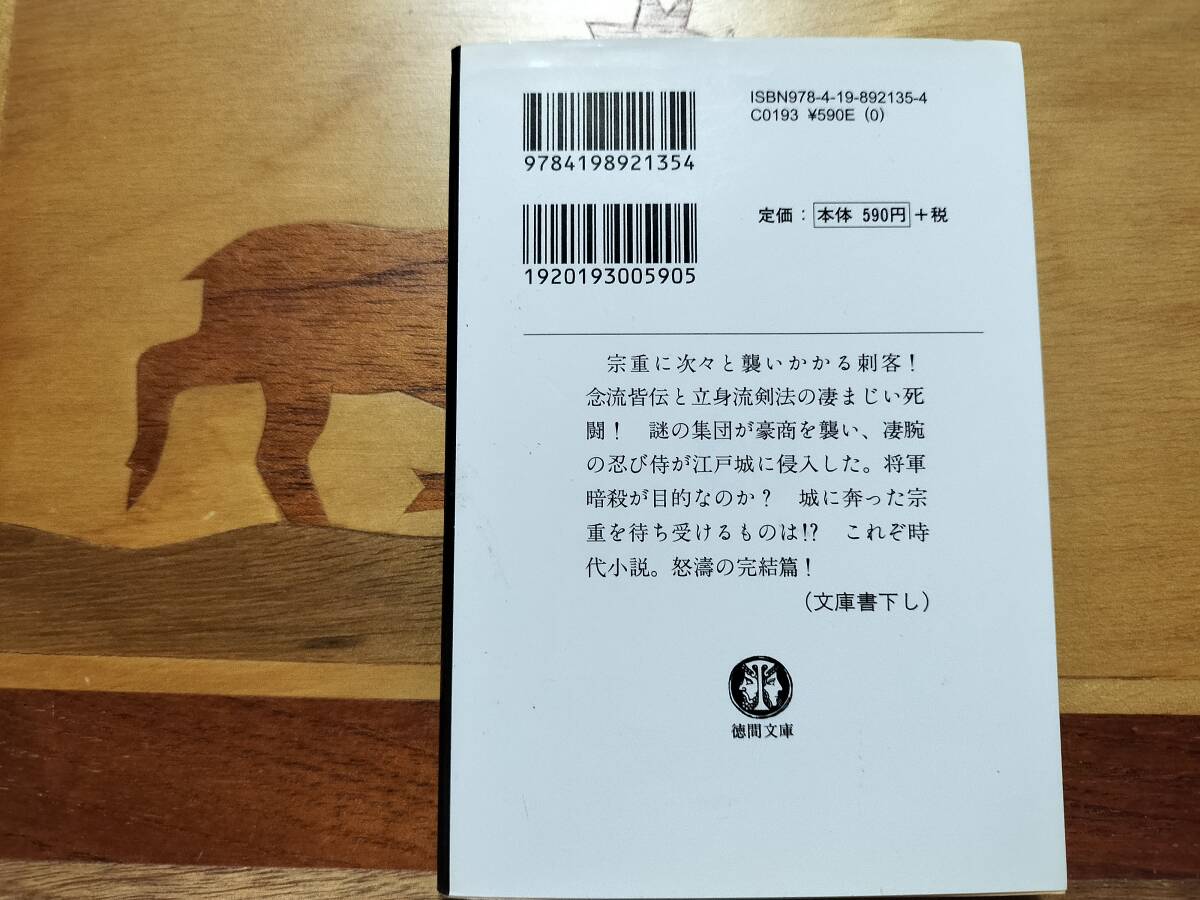 ISBN978-4-19-892135-4
C0193 ¥590E (0)
9784198921354
定価：本体 590円＋税
1920193005905
宗重に次々と襲いかかる刺客！
念流皆伝と立身流剣法の凄まじい死
闘！　謎の集団が豪商を襲い、凄腕
の忍び侍が江戸城に侵入した。将軍
暗殺が目的なのか？　城に奔った宗
重を待ち受けるものは!?　これぞ時
代小説。怒濤の完結篇！
（文庫書下し）
徳間文庫